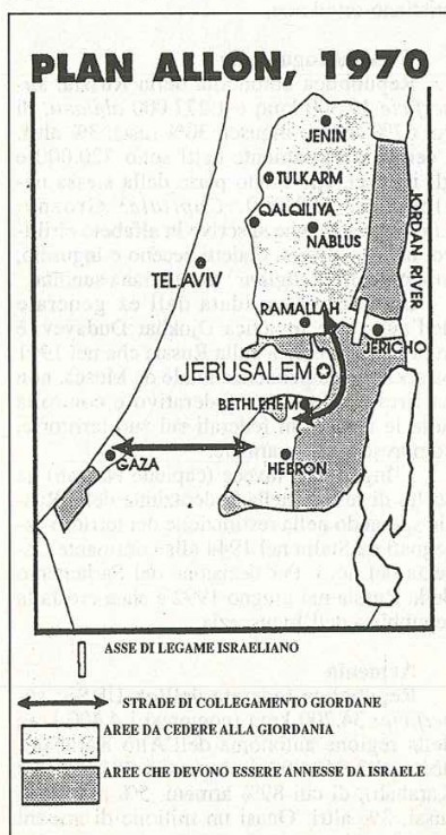 PLAN ALLON, 1970
JENIN
TULKARM
QALQILIYA
NABLUS
JORDAN RIVER
TEL AVIV
RAMALLAH
JERICHO
JERUSALEM
BETHLEHEM
GAZA
HEBRON
ASSE DI LEGAME ISRAELIANO
STRADE DI COLLEGAMENTO GIORDANE
AREE DA CEDERE ALLA GIORDANIA
AREE CHE DEVONO ESSERE ANNESSE DA ISRAELE